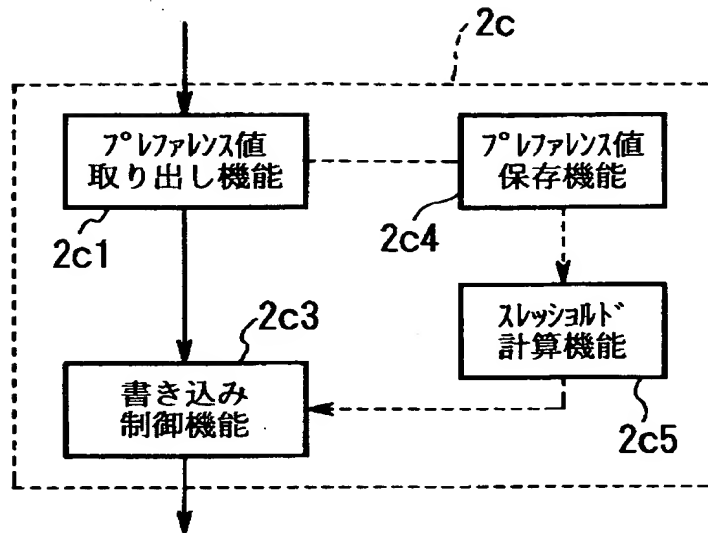 2c
プレファレンス値
取り出し機能
2c1
プレファレンス値
保存機能
2c4
スレッショルド
計算機能
2c5
2c3
書き込み
制御機能